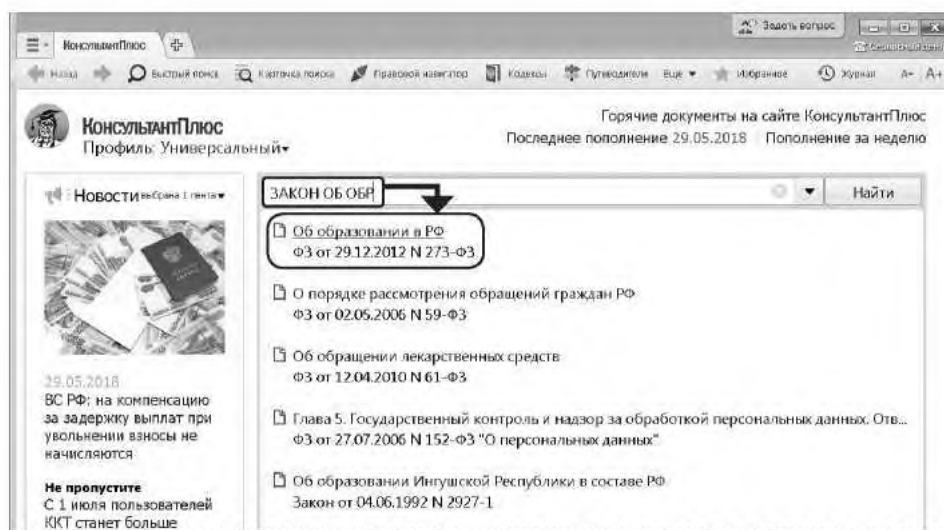 Задать вопрос
КонсультантПлюс
Назад Быстрый поиск Карточка поиска Правовой навигатор Кодексы Путеводители Еще Избранное Журнал А- А+
КонсультантПлюс
Профиль: Универсальный
Горячие документы на сайте КонсультантПлюс
Последнее пополнение 29.05.2018 Пополнение за неделю
Новости выбрана 1 лента
29.05.2018
ВС РФ: на компенсацию
за задержку выплат при
увольнении взносы не
начисляются
Не пропустите
С 1 июля пользователей
ККТ станет больше
ЗАКОН ОБ ОБР
Найти
Об образовании в РФ
ФЗ от 29.12.2012 N 273-ФЗ
О порядке рассмотрения обращений граждан РФ
ФЗ от 02.05.2006 N 59-ФЗ
Об обращении лекарственных средств
ФЗ от 12.04.2010 N 61-ФЗ
Глава 5. Государственный контроль и надзор за обработкой персональных данных. Отв...
ФЗ от 27.07.2006 N 152-ФЗ "О персональных данных"
Об образовании Ингушской Республики в составе РФ
Закон от 04.06.1992 N 2927-1